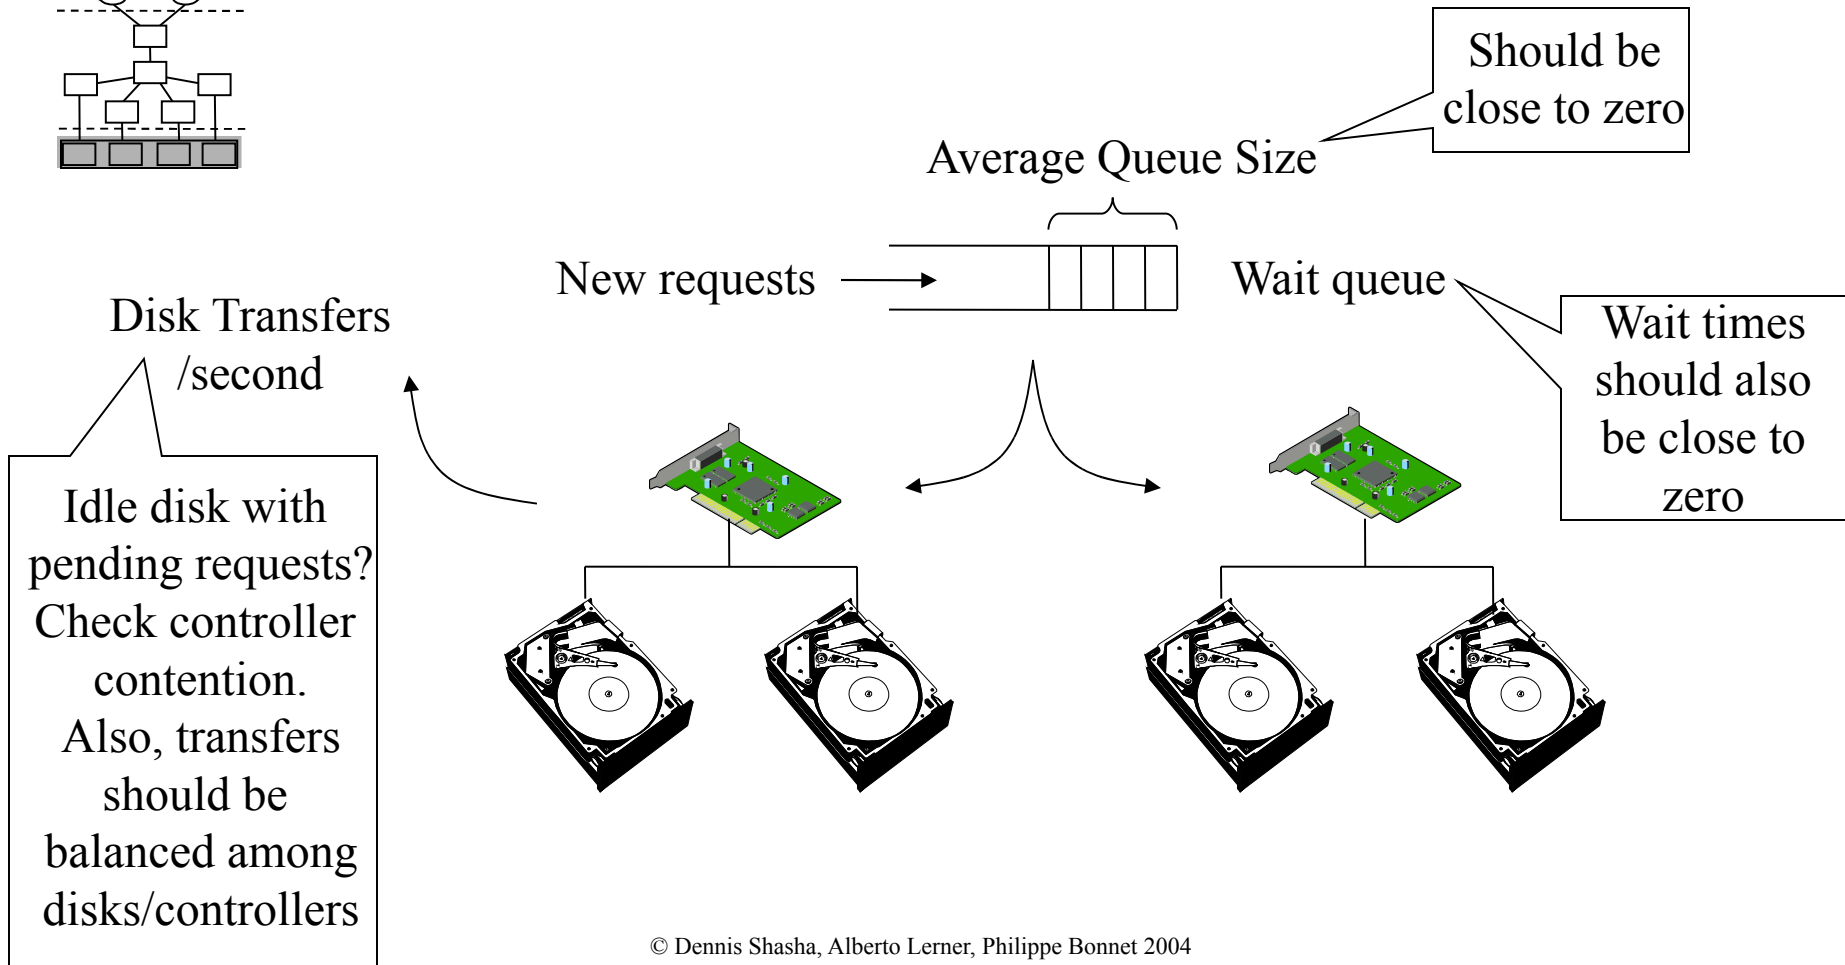 Should be
close to zero
Average Queue Size
New requests
Wait queue
Wait times
should also
be close to
zero
Disk Transfers
/second
Idle disk with
pending requests?
Check controller
contention.
Also, transfers
should be
balanced among
disks/controllers
© Dennis Shasha, Alberto Lerner, Philippe Bonnet 2004